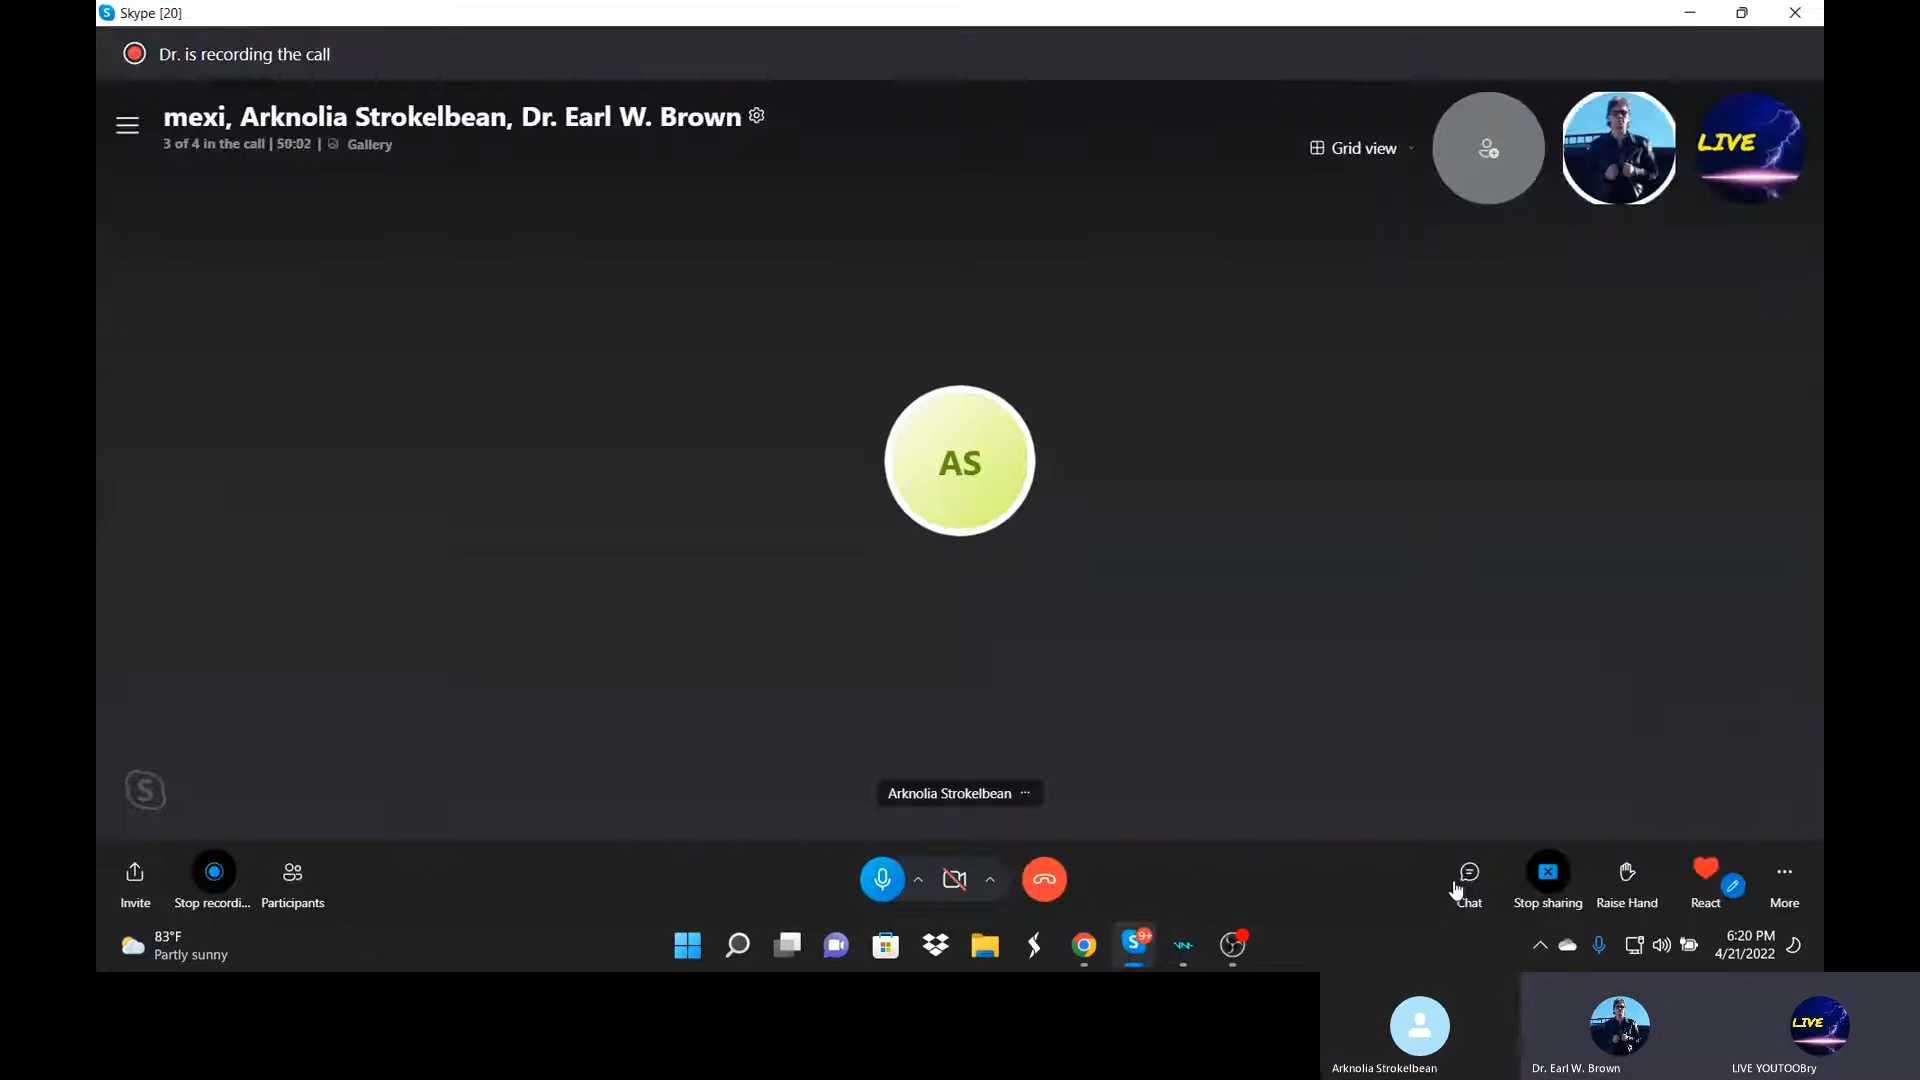 Skype [20]
Dr. is recording the call
mexi, Arknolia Strokelbean, Dr. Earl W. Brown
3 of 4 in the call | 50:02 | Gallery
Grid view
LIVE
AS
Arknolia Strokelbean ...
Invite
Stop recordi...
Participants
Chat
Stop sharing
Raise Hand
React
More
83°F
Partly sunny
S
9+
6:20 PM
4/21/2022
LIVE
Arknolia Strokelbean
Dr. Earl W. Brown
LIVE YOUTOOBry